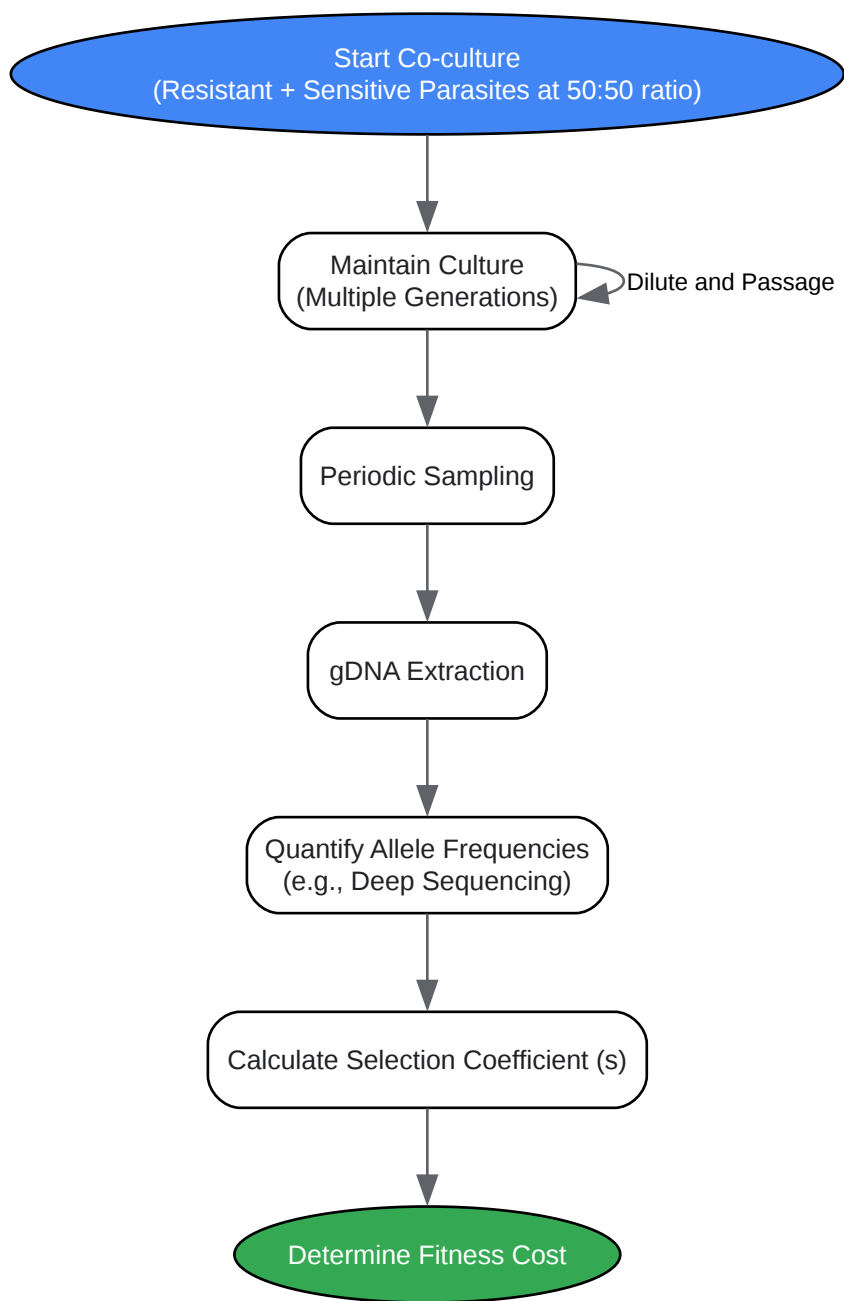 Start Co-culture
(Resistant + Sensitive Parasites at 50:50 ratio)
Maintain Culture
(Multiple Generations)
Dilute and Passage
Periodic Sampling
gDNA Extraction
Quantify Allele Frequencies
(e.g., Deep Sequencing)
Calculate Selection Coefficient (s)
Determine Fitness Cost